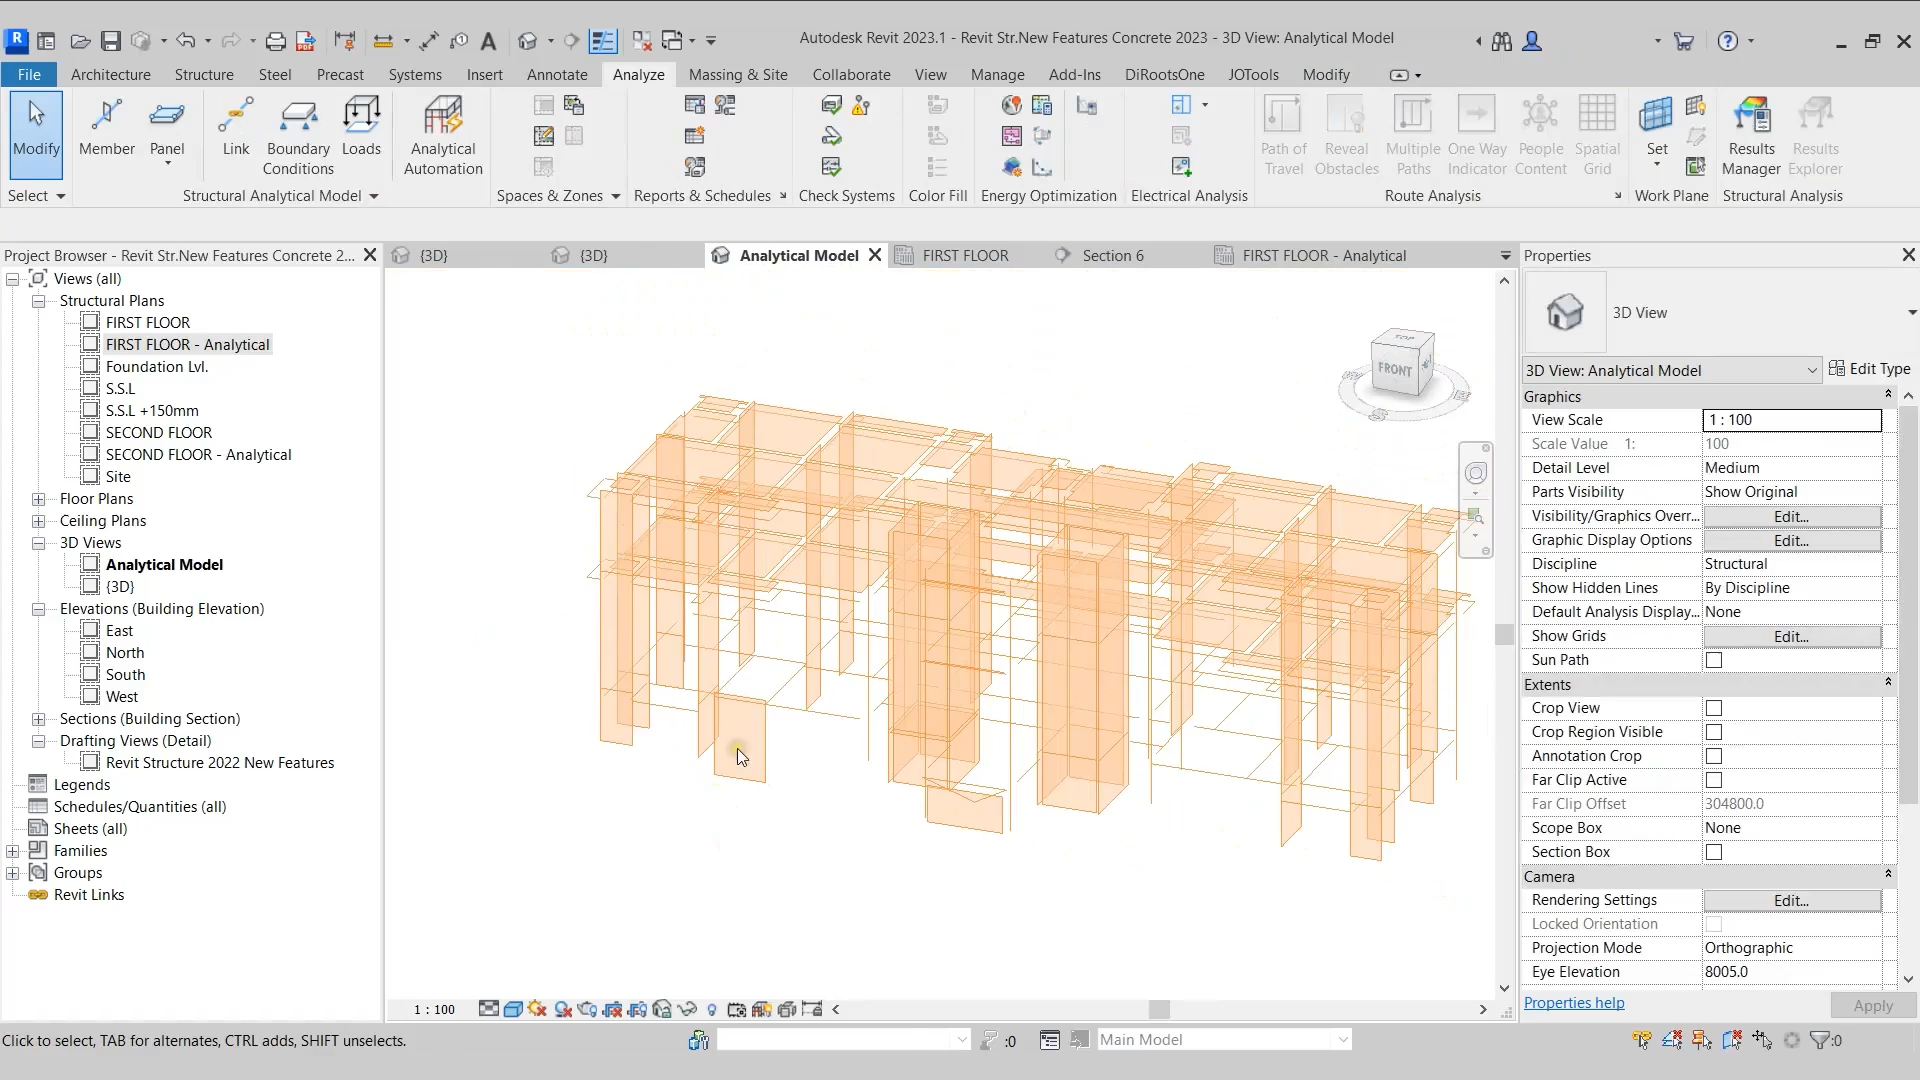 R
A
Autodesk Revit 2023.1 - Revit Str.New Features Concrete 2023 - 3D View: Analytical Model
File
Architecture
Structure
Steel
Precast
Systems
Insert
Annotate
Analyze
Massing & Site
Collaborate
View
Manage
Add-Ins
DiRootsOne
JOTools
Modify
Modify
Member
Panel
Link
Boundary
Conditions
Loads
Analytical
Automation
Path of
Travel
Reveal
Obstacles
Multiple
Paths
One Way
Indicator
People
Content
Spatial
Grid
Set
Results
Manager
Results
Explorer
Select
Structural Analytical Model
Spaces & Zones
Reports & Schedules
Check Systems
Color Fill
Energy Optimization
Electrical Analysis
Route Analysis
Work Plane
Structural Analysis
Project Browser - Revit Str.New Features Concrete 2...
Views (all)
Structural Plans
FIRST FLOOR
FIRST FLOOR - Analytical
Foundation Lvl.
S.S.L
S.S.L +150mm
SECOND FLOOR
SECOND FLOOR - Analytical
Site
Floor Plans
Ceiling Plans
3D Views
Analytical Model
{3D}
Elevations (Building Elevation)
East
North
South
West
Sections (Building Section)
Drafting Views (Detail)
Revit Structure 2022 New Features
Legends
Schedules/Quantities (all)
Sheets (all)
Families
Groups
Revit Links
{3D}
{3D}
Analytical Model
FIRST FLOOR
Section 6
FIRST FLOOR - Analytical
TOP
FRONT
1 : 100
Properties
3D View
3D View: Analytical Model
Edit Type
Graphics
View Scale 1 : 100
Scale Value 1: 100
Detail Level Medium
Parts Visibility Show Original
Visibility/Graphics Overr... Edit...
Graphic Display Options Edit...
Discipline Structural
Show Hidden Lines By Discipline
Default Analysis Display... None
Show Grids Edit...
Sun Path
Extents
Crop View
Crop Region Visible
Annotation Crop
Far Clip Active
Far Clip Offset 304800.0
Scope Box None
Section Box
Camera
Rendering Settings Edit...
Locked Orientation
Projection Mode Orthographic
Eye Elevation 8005.0
Properties help
Apply
Click to select, TAB for alternates, CTRL adds, SHIFT unselects.
:0
Main Model
:0